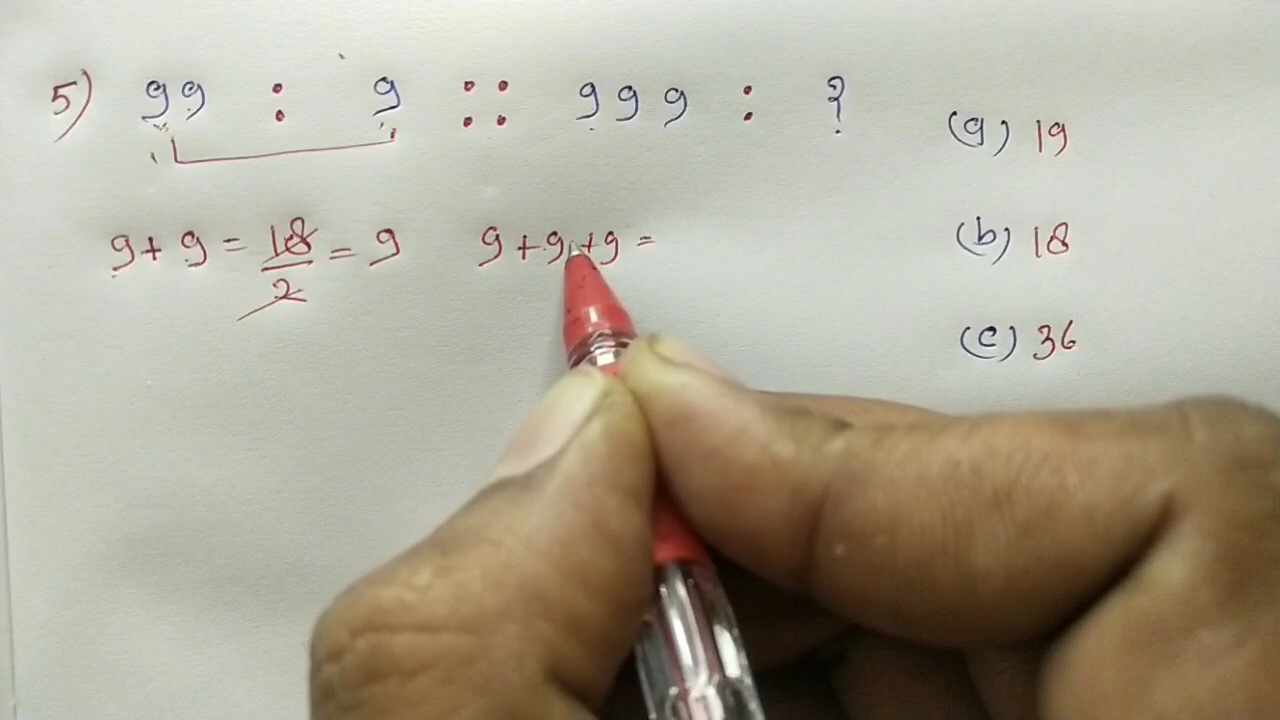 5) 99 : 9 :: 999 : ?
(a) 19
9 + 9 = 18/2 = 9 9 + 9 + 9 =
(b) 18
(c) 36